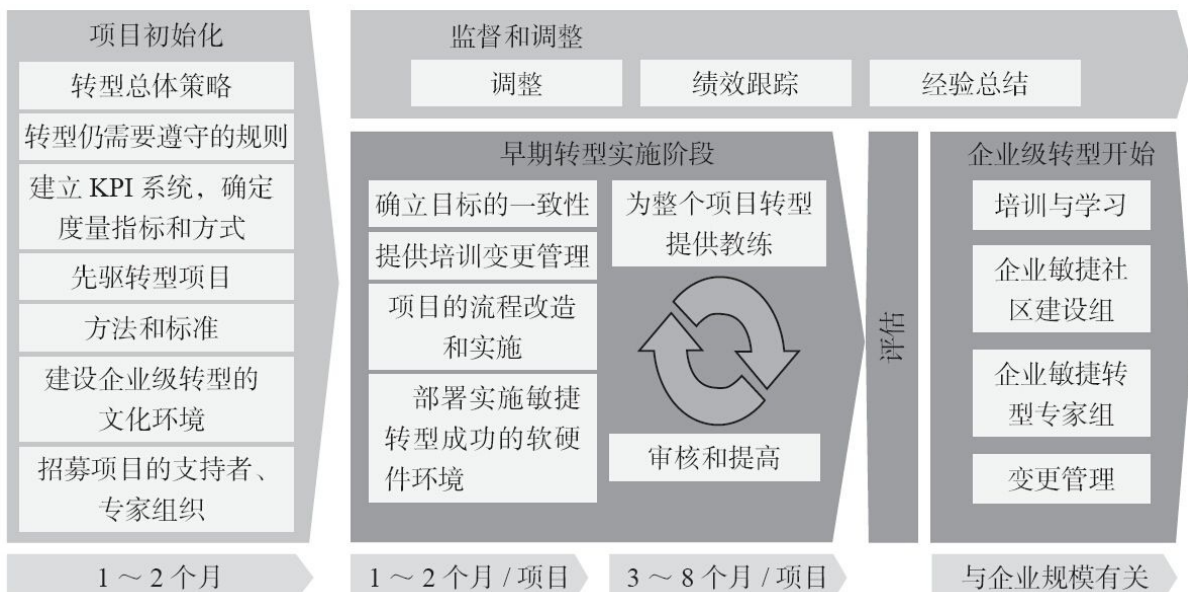 项目初始化
转型总体策略
转型仍需要遵守的规则
建立 KPI 系统，确定
度量指标和方式
先驱转型项目
方法和标准
建设企业级转型的
文化环境
招募项目的支持者、
专家组织
1～2 个月
监督和调整
调整
绩效跟踪
经验总结
早期转型实施阶段
确立目标的一致性
提供培训变更管理
项目的流程改造
和实施
部署实施敏捷
转型成功的软硬
件环境
为整个项目转型
提供教练
审核和提高
1～2 个月 / 项目
3～8 个月 / 项目
评估
企业级转型开始
培训与学习
企业敏捷社
区建设组
企业敏捷转
型专家组
变更管理
与企业规模有关